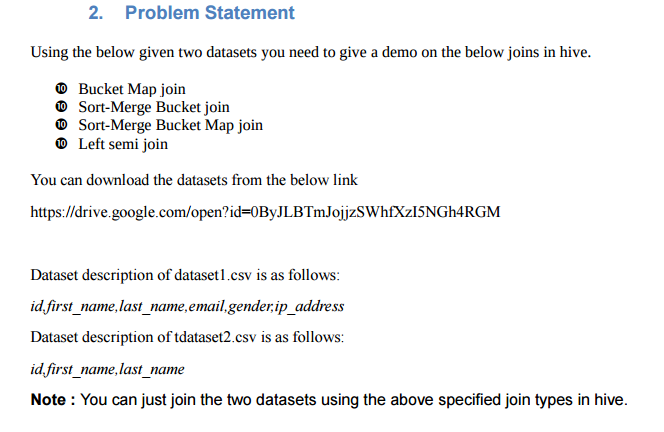 2. Problem Statement
Using the below given two datasets you need to give a demo on the below joins in hive.
❿ Bucket Map join
❿ Sort-Merge Bucket join
❿ Sort-Merge Bucket Map join
❿ Left semi join
You can download the datasets from the below link
https://drive.google.com/open?id=0ByJLBTmJojjzSWhfXzI5NGh4RGM
Dataset description of dataset1.csv is as follows:
id,first_name,last_name,email,gender,ip_address
Dataset description of tdataset2.csv is as follows:
id,first_name,last_name
Note : You can just join the two datasets using the above specified join types in hive.